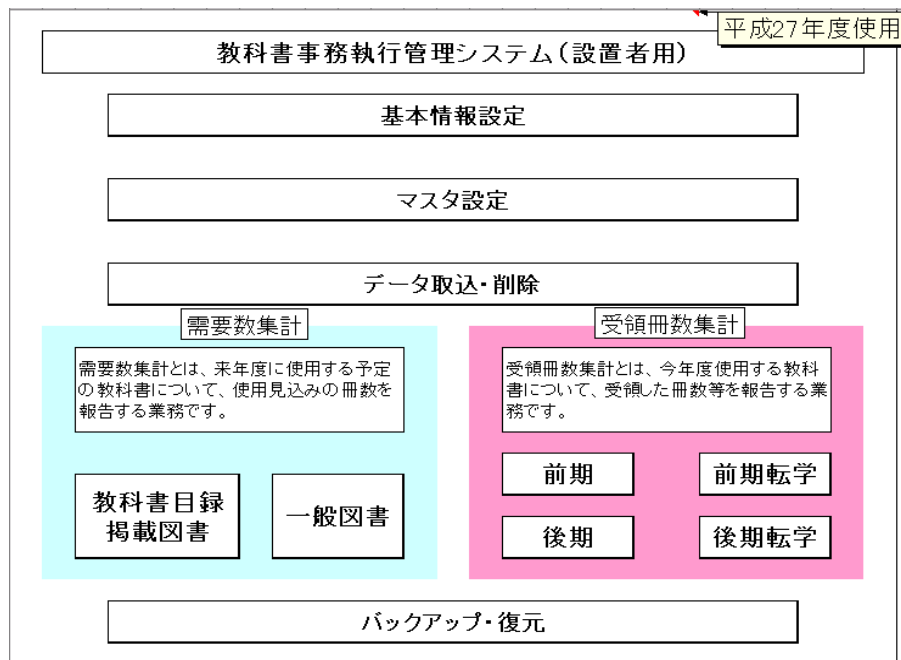 平成27年度使用
教科書事務執行管理システム(設置者用)
基本情報設定
マスタ設定
データ取込・削除
需要数集計
需要数集計とは、来年度に使用する予定
の教科書について、使用見込みの冊数を
報告する業務です。
教科書目録
掲載図書
一般図書
受領冊数集計
受領冊数集計とは、今年度使用する教科
書について、受領した冊数等を報告する業
務です。
前期
前期転学
後期
後期転学
バックアップ・復元